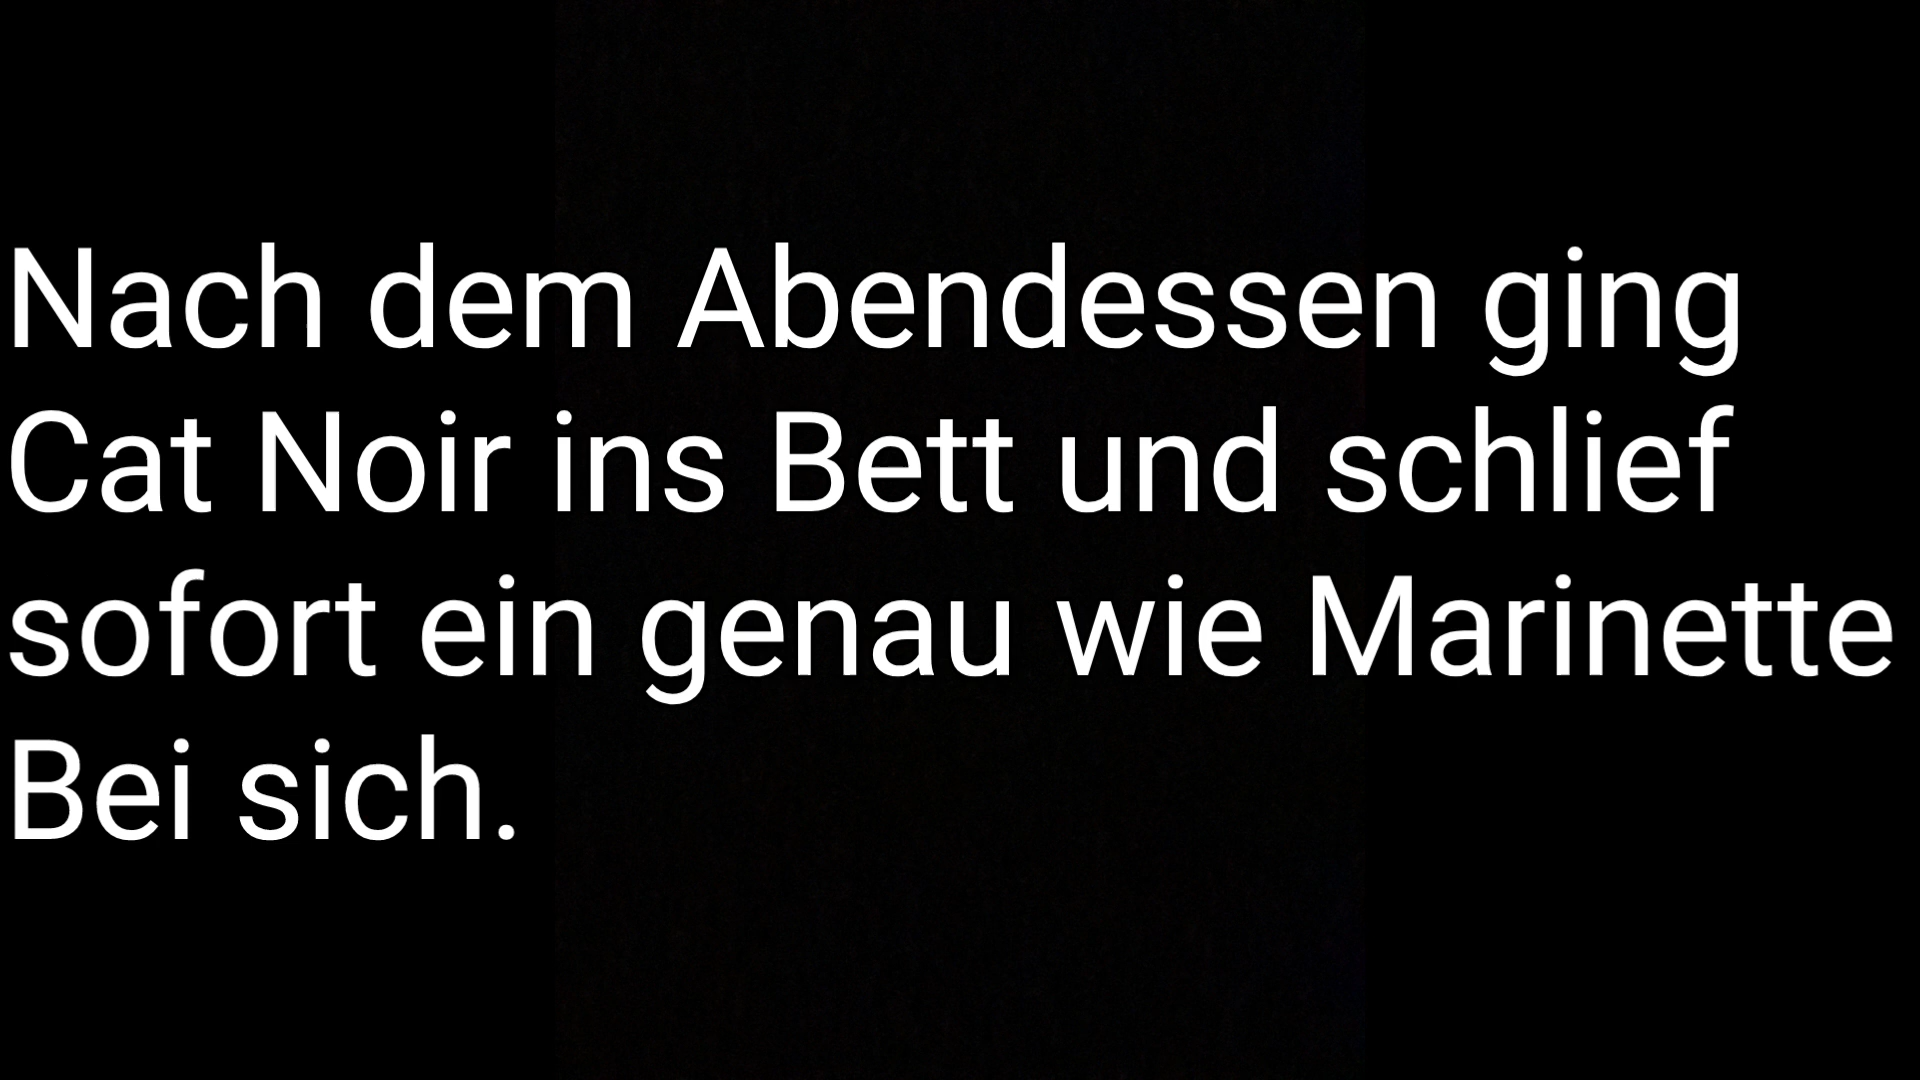 Nach dem Abendessen ging
Cat Noir ins Bett und schlief
sofort ein genau wie Marinette
Bei sich.